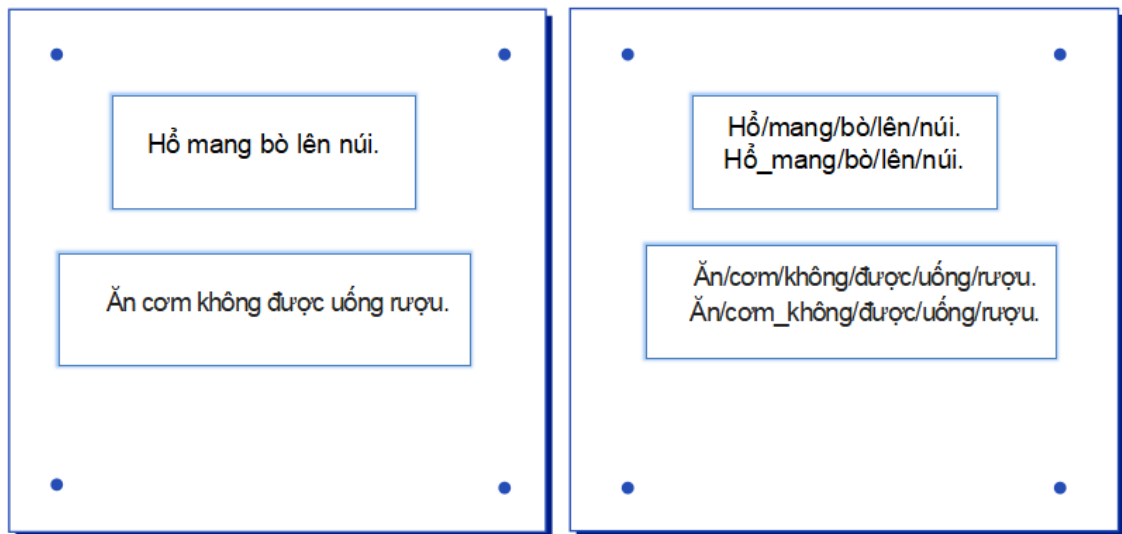 Hổ mang bò lên núi.
Ăn cơm không được uống rượu.
Hổ/mang/bò/lên/núi.
Hổ_mang/bò/lên/núi.
Ăn/cơm/không/được/uống/rượu.
Ăn/cơm_không/được/uống/rượu.